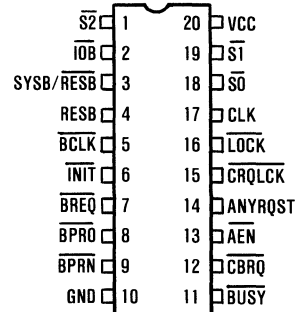 S2 1 20 VCC
IOB 2 19 S1
SYSB/RESB 3 18 S0
RESB 4 17 CLK
BCLK 5 16 LOCK
INIT 6 15 CRQLCK
BREQ 7 14 ANYRQST
BPRO 8 13 AEN
BPRN 9 12 CBRQ
GND 10 11 BUSY